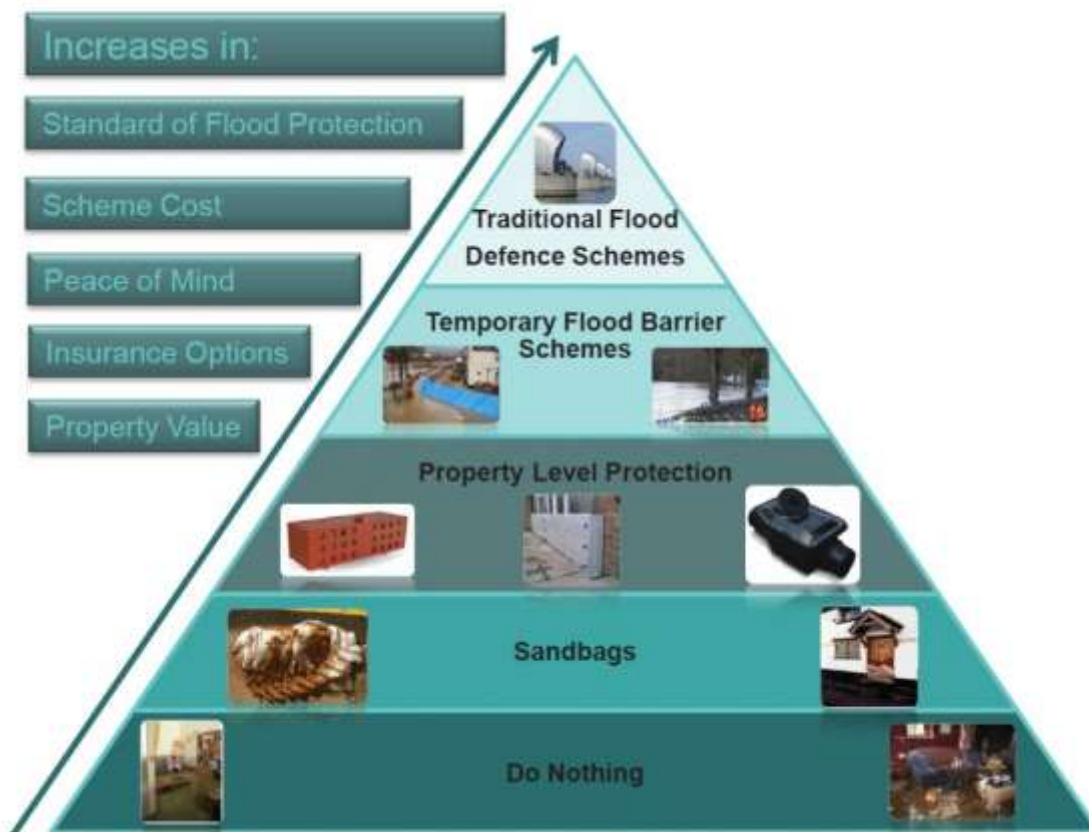 Increases in:
Standard of Flood Protection
Scheme Cost
Peace of Mind
Insurance Options
Property Value
Traditional Flood
Defence Schemes
Temporary Flood Barrier
Schemes
Property Level Protection
Sandbags
Do Nothing